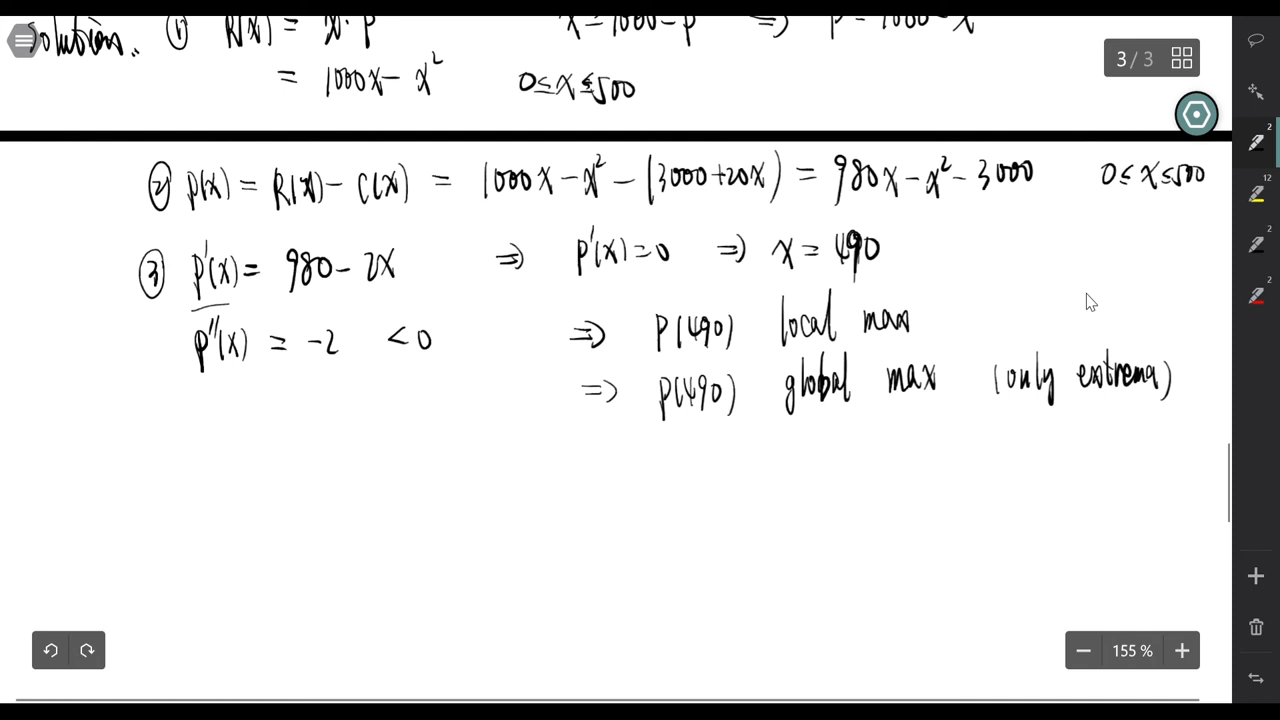 Solution: ① R(x) = x·p x = 1000-p ⇒ p = 1000-x
= 1000x - x² 0≤x≤500
3 / 3
② P(x) = R(x) - C(x) = 1000x - x² - (3000+20x) = 980x - x² - 3000 0≤x≤500
③ P'(x) = 980 - 2x ⇒ P'(x)=0 ⇒ x = 490
P''(x) = -2 <0 ⇒ P(490) local max
⇒ P(490) global max (only extrema)
155 %